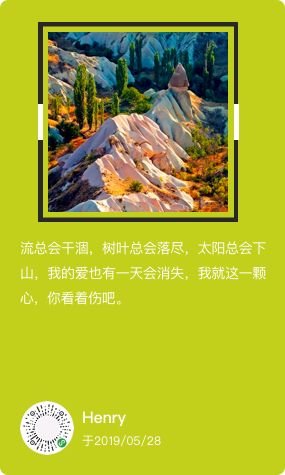 流总会干涸，树叶总会落尽，太阳总会下
山，我的爱也有一天会消失，我就这一颗
心，你看着伤吧。
Henry
于2019/05/28